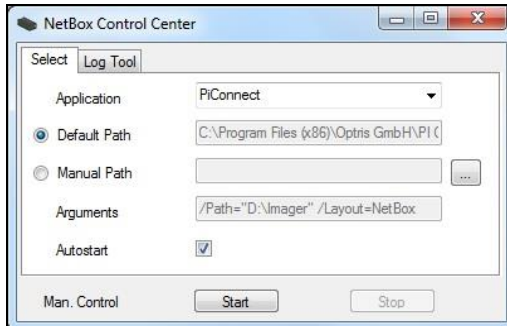 NetBox Control Center
Select Log Tool
Application PiConnect
Default Path C:\Program Files (x86)\Optris GmbH\PI C
Manual Path ...
Arguments /Path="D:\Imager" /Layout=NetBox
Autostart
Man. Control Start Stop